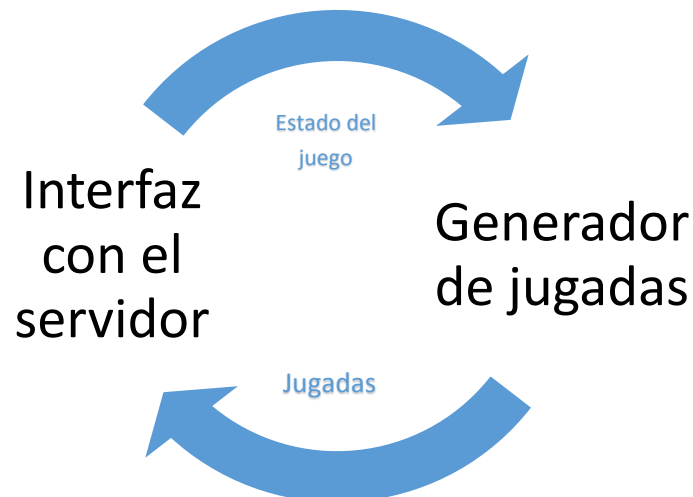 Estado del
juego
Interfaz
con el
servidor
Generador
de jugadas
Jugadas